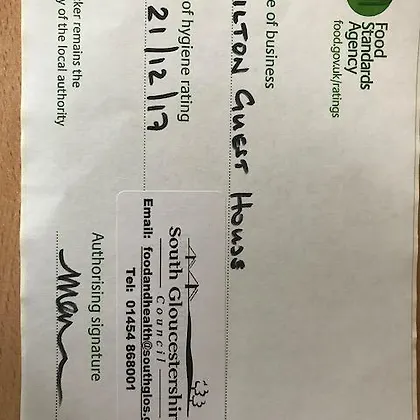 Food
Standards
Agency
food.gov.uk/ratings
e of business
ILTON GUEST HOUSE
of hygiene rating
21/12/17
South Gloucestershir
Council
Email: foodandhealth@southglos.
Tel: 01454 868001
ker remains the
y of the local authority
Authorising signature